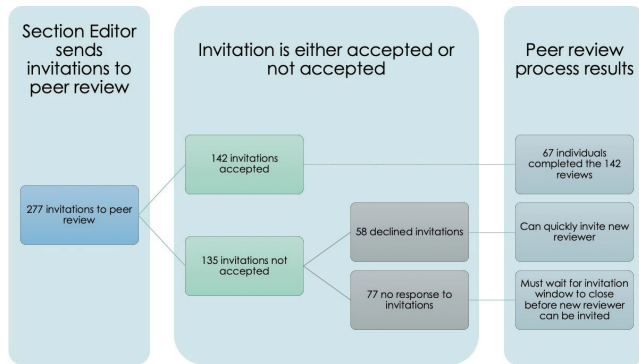 Section Editor
sends
invitations to
peer review
Invitation is either accepted or
not accepted
Peer review
process results
277 invitations to peer
review
142 invitations
accepted
67 individuals
completed the 142
reviews
135 invitations not
accepted
58 declined invitations
Can quickly invite new
reviewer
77 no response to
invitations
Must wait for invitation
window to close
before new reviewer
can be invited